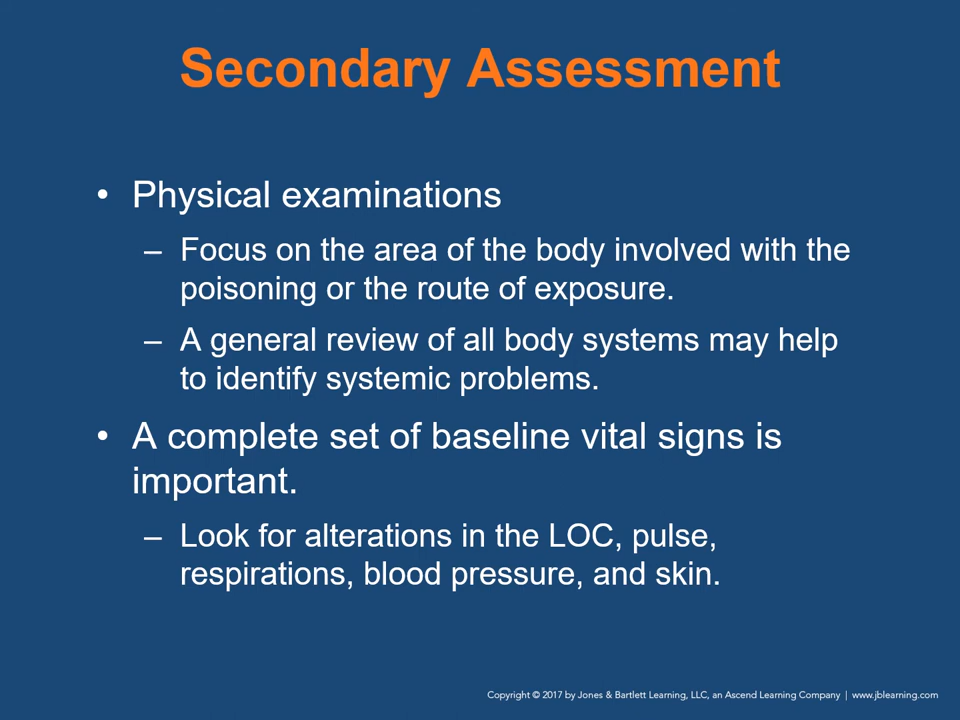 Secondary Assessment
• Physical examinations
– Focus on the area of the body involved with the
poisoning or the route of exposure.
– A general review of all body systems may help
to identify systemic problems.
• A complete set of baseline vital signs is
important.
– Look for alterations in the LOC, pulse,
respirations, blood pressure, and skin.
Copyright © 2017 by Jones & Bartlett Learning, LLC, an Ascend Learning Company | www.jblearning.com